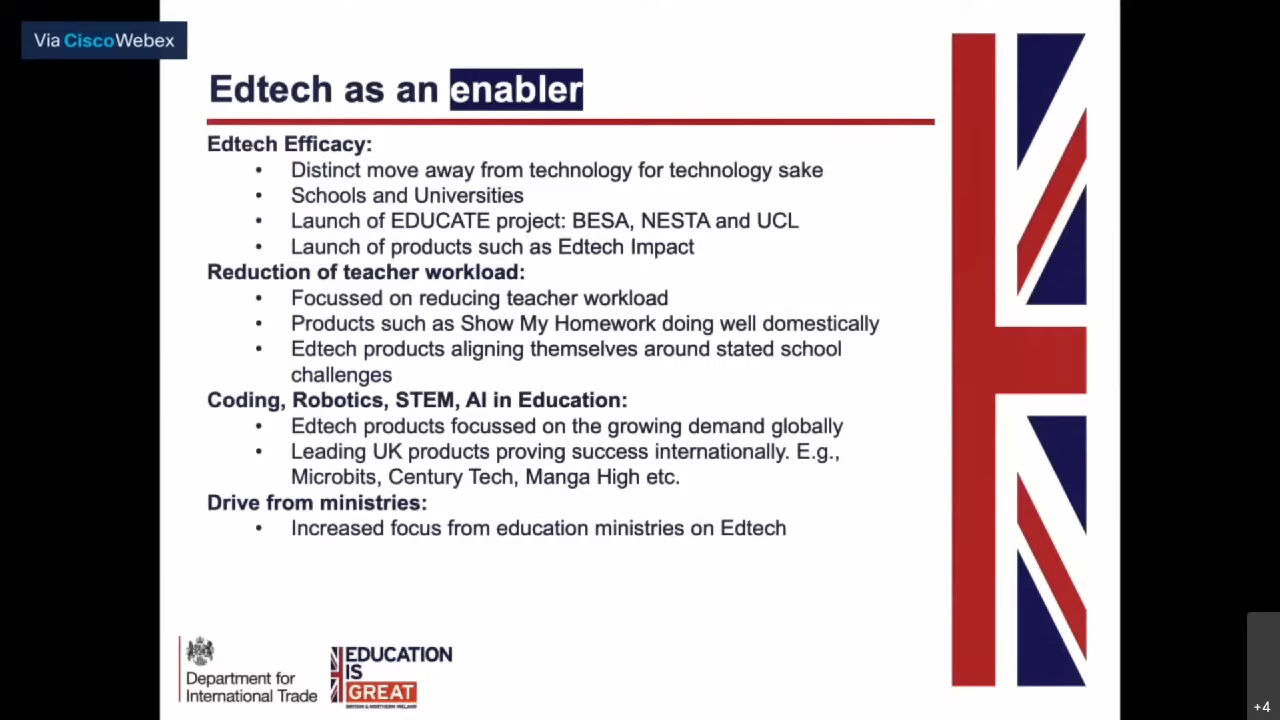 Via CiscoWebex
Edtech as an enabler
Edtech Efficacy:
• Distinct move away from technology for technology sake
• Schools and Universities
• Launch of EDUCATE project: BESA, NESTA and UCL
• Launch of products such as Edtech Impact
Reduction of teacher workload:
• Focussed on reducing teacher workload
• Products such as Show My Homework doing well domestically
• Edtech products aligning themselves around stated school
challenges
Coding, Robotics, STEM, AI in Education:
• Edtech products focussed on the growing demand globally
• Leading UK products proving success internationally. E.g.,
Microbits, Century Tech, Manga High etc.
Drive from ministries:
• Increased focus from education ministries on Edtech
Department for
International Trade
EDUCATION
IS
GREAT
BRITAIN & NORTHERN IRELAND
+4